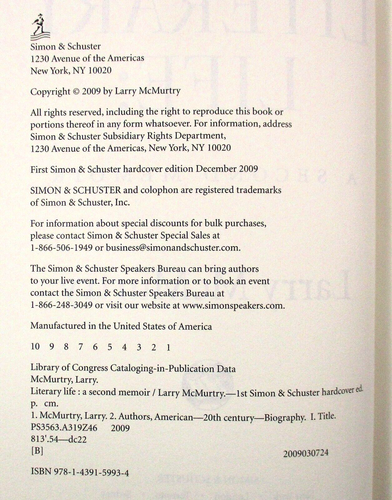 Simon & Schuster
1230 Avenue of the Americas
New York, NY 10020
Copyright © 2009 by Larry McMurtry
All rights reserved, including the right to reproduce this book or
portions thereof in any form whatsoever. For information, address
Simon & Schuster Subsidiary Rights Department,
1230 Avenue of the Americas, New York, NY 10020
First Simon & Schuster hardcover edition December 2009
SIMON & SCHUSTER and colophon are registered trademarks
of Simon & Schuster, Inc.
For information about special discounts for bulk purchases,
please contact Simon & Schuster Special Sales at
1-866-506-1949 or business@simonandschuster.com.
The Simon & Schuster Speakers Bureau can bring authors
to your live event. For more information or to book an event
contact the Simon & Schuster Speakers Bureau at
1-866-248-3049 or visit our website at www.simonspeakers.com.
Manufactured in the United States of America
10 9 8 7 6 5 4 3 2 1
Library of Congress Cataloging-in-Publication Data
McMurtry, Larry.
Literary life : a second memoir / Larry McMurtry.—1st Simon & Schuster hardcover ed.
p. cm.
1. McMurtry, Larry. 2. Authors, American—20th century—Biography. I. Title.
PS3563.A319Z46 2009
813'.54—dc22
[B] 2009030724
ISBN 978-1-4391-5993-4